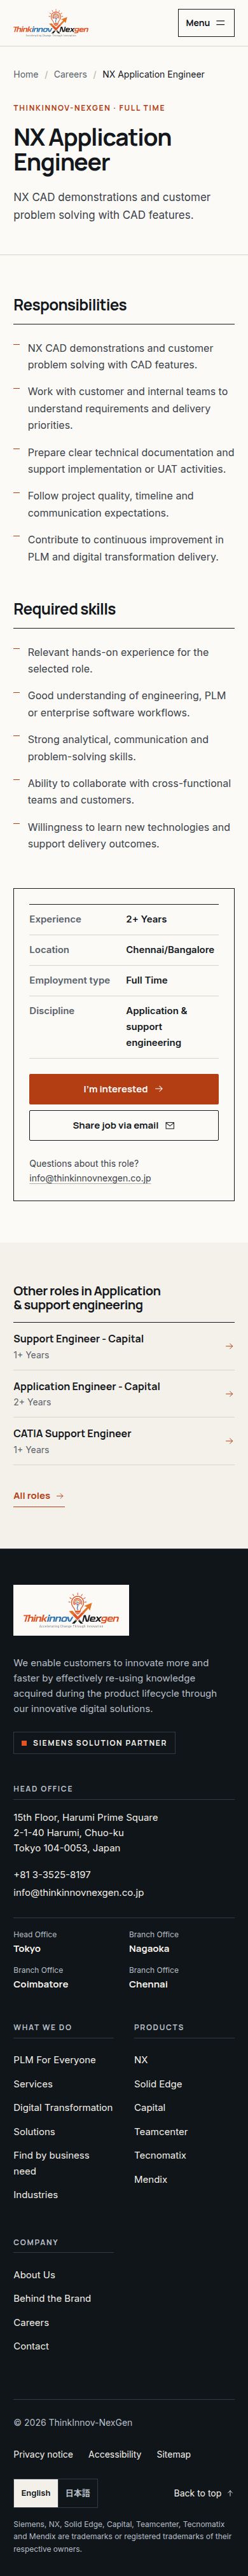 ThinkinnovXNexgen
Menu
Home / Careers / NX Application Engineer
THINKINNOV-NEXGEN · FULL TIME
NX Application
Engineer
NX CAD demonstrations and customer
problem solving with CAD features.
Responsibilities
— NX CAD demonstrations and customer
problem solving with CAD features.
— Work with customer and internal teams to
understand requirements and delivery
priorities.
— Prepare clear technical documentation and
support implementation or UAT activities.
— Follow project quality, timeline and
communication expectations.
— Contribute to continuous improvement in
PLM and digital transformation delivery.
Required skills
— Relevant hands-on experience for the
selected role.
— Good understanding of engineering, PLM
or enterprise software workflows.
— Strong analytical, communication and
problem-solving skills.
— Ability to collaborate with cross-functional
teams and customers.
— Willingness to learn new technologies and
support delivery outcomes.
Experience 2+ Years
Location Chennai/Bangalore
Employment type Full Time
Discipline Application &
support
engineering
I'm interested →
Share job via email
Questions about this role?
info@thinkinnovnexgen.co.jp
Other roles in Application
& support engineering
Support Engineer - Capital
1+ Years →
Application Engineer - Capital
2+ Years →
CATIA Support Engineer
1+ Years →
All roles →
ThinkinnovXNexgen
Accelerating Change Through Innovation
We enable customers to innovate more and
faster by effectively re-using knowledge
acquired during the product lifecycle through
our innovative digital solutions.
SIEMENS SOLUTION PARTNER
HEAD OFFICE
15th Floor, Harumi Prime Square
2-1-40 Harumi, Chuo-ku
Tokyo 104-0053, Japan
+81 3-3525-8197
info@thinkinnovnexgen.co.jp
Head Office Branch Office
Tokyo Nagaoka
Branch Office Branch Office
Coimbatore Chennai
WHAT WE DO
PLM For Everyone
Services
Digital Transformation
Solutions
Find by business
need
Industries
PRODUCTS
NX
Solid Edge
Capital
Teamcenter
Tecnomatix
Mendix
COMPANY
About Us
Behind the Brand
Careers
Contact
© 2026 ThinkInnov-NexGen
Privacy notice Accessibility Sitemap
English 日本語 Back to top ↑
Siemens, NX, Solid Edge, Capital, Teamcenter, Tecnomatix
and Mendix are trademarks or registered trademarks of their
respective owners.